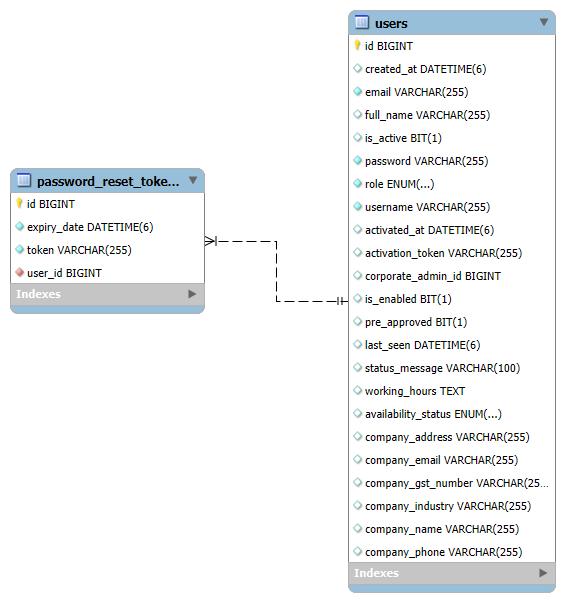 password_reset_toke...
id BIGINT
expiry_date DATETIME(6)
token VARCHAR(255)
user_id BIGINT
Indexes
users
id BIGINT
created_at DATETIME(6)
email VARCHAR(255)
full_name VARCHAR(255)
is_active BIT(1)
password VARCHAR(255)
role ENUM(...)
username VARCHAR(255)
activated_at DATETIME(6)
activation_token VARCHAR(255)
corporate_admin_id BIGINT
is_enabled BIT(1)
pre_approved BIT(1)
last_seen DATETIME(6)
status_message VARCHAR(100)
working_hours TEXT
availability_status ENUM(...)
company_address VARCHAR(255)
company_email VARCHAR(255)
company_gst_number VARCHAR(25...
company_industry VARCHAR(255)
company_name VARCHAR(255)
company_phone VARCHAR(255)
Indexes